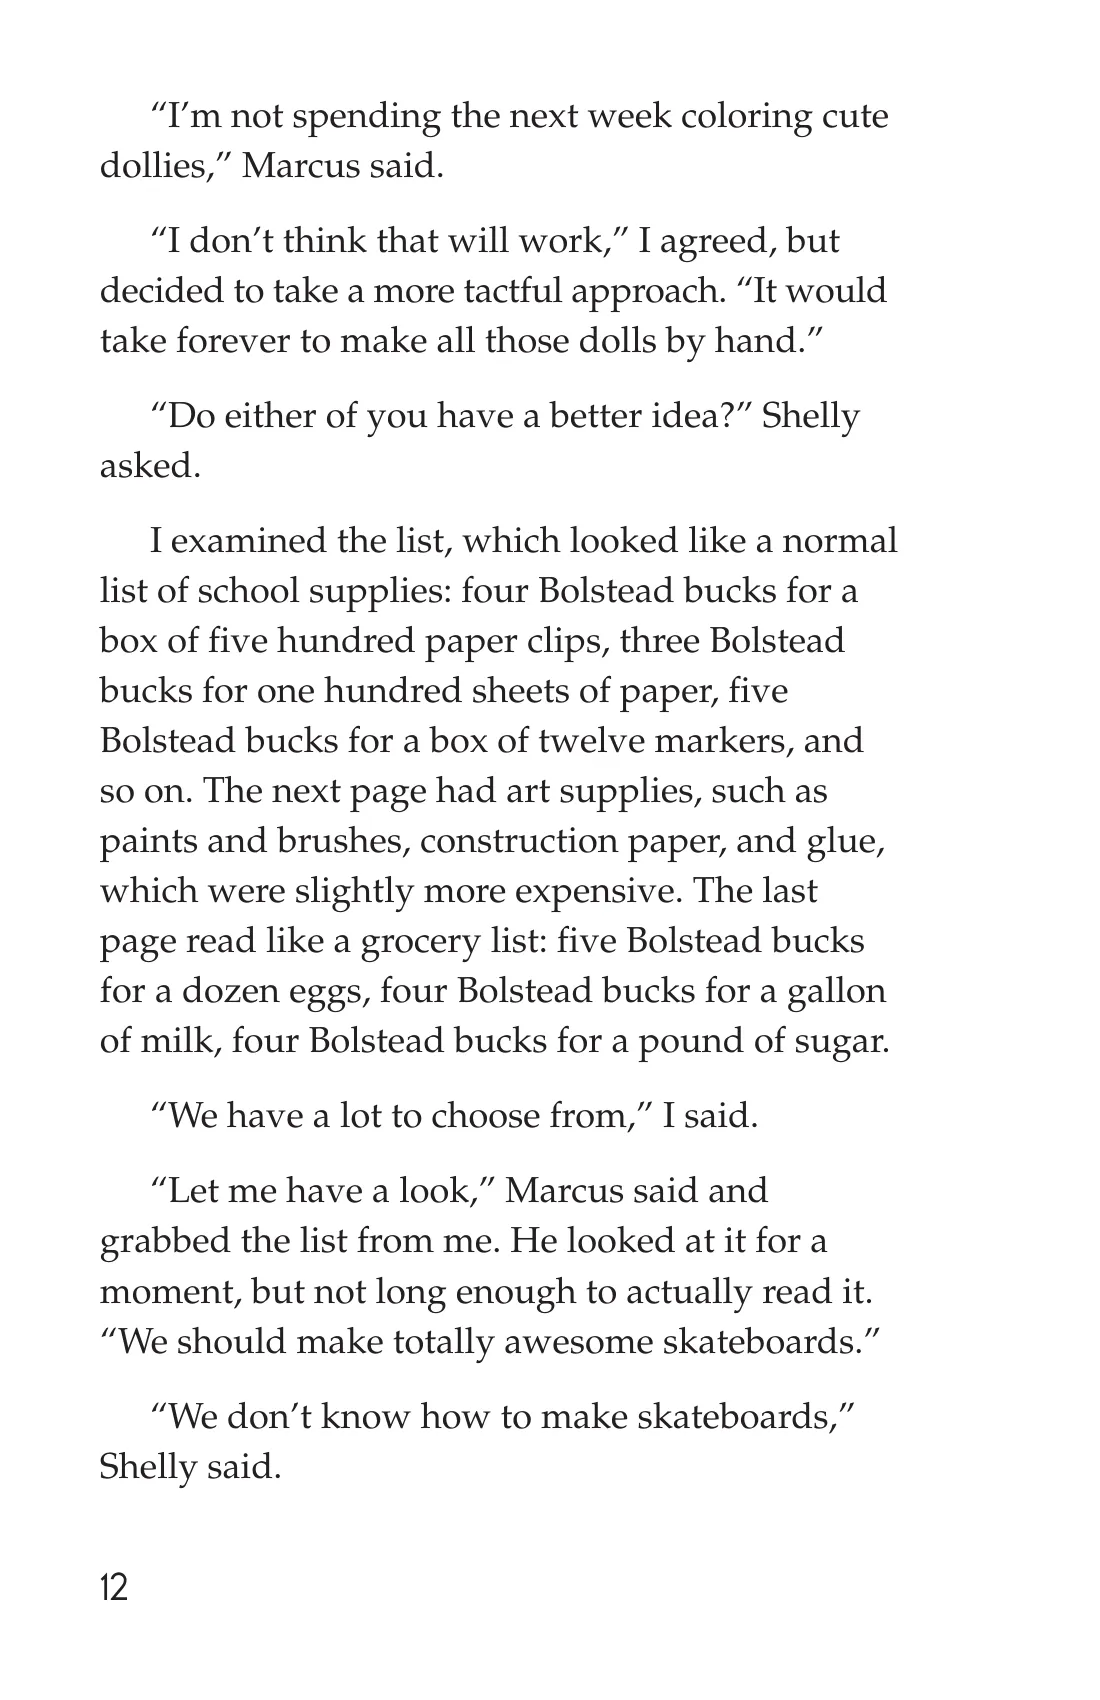 “I’m not spending the next week coloring cute
dollies,” Marcus said.
“I don’t think that will work,” I agreed, but
decided to take a more tactful approach. “It would
take forever to make all those dolls by hand.”
“Do either of you have a better idea?” Shelly
asked.
I examined the list, which looked like a normal
list of school supplies: four Bolstead bucks for a
box of five hundred paper clips, three Bolstead
bucks for one hundred sheets of paper, five
Bolstead bucks for a box of twelve markers, and
so on. The next page had art supplies, such as
paints and brushes, construction paper, and glue,
which were slightly more expensive. The last
page read like a grocery list: five Bolstead bucks
for a dozen eggs, four Bolstead bucks for a gallon
of milk, four Bolstead bucks for a pound of sugar.
“We have a lot to choose from,” I said.
“Let me have a look,” Marcus said and
grabbed the list from me. He looked at it for a
moment, but not long enough to actually read it.
“We should make totally awesome skateboards.”
“We don’t know how to make skateboards,”
Shelly said.
12